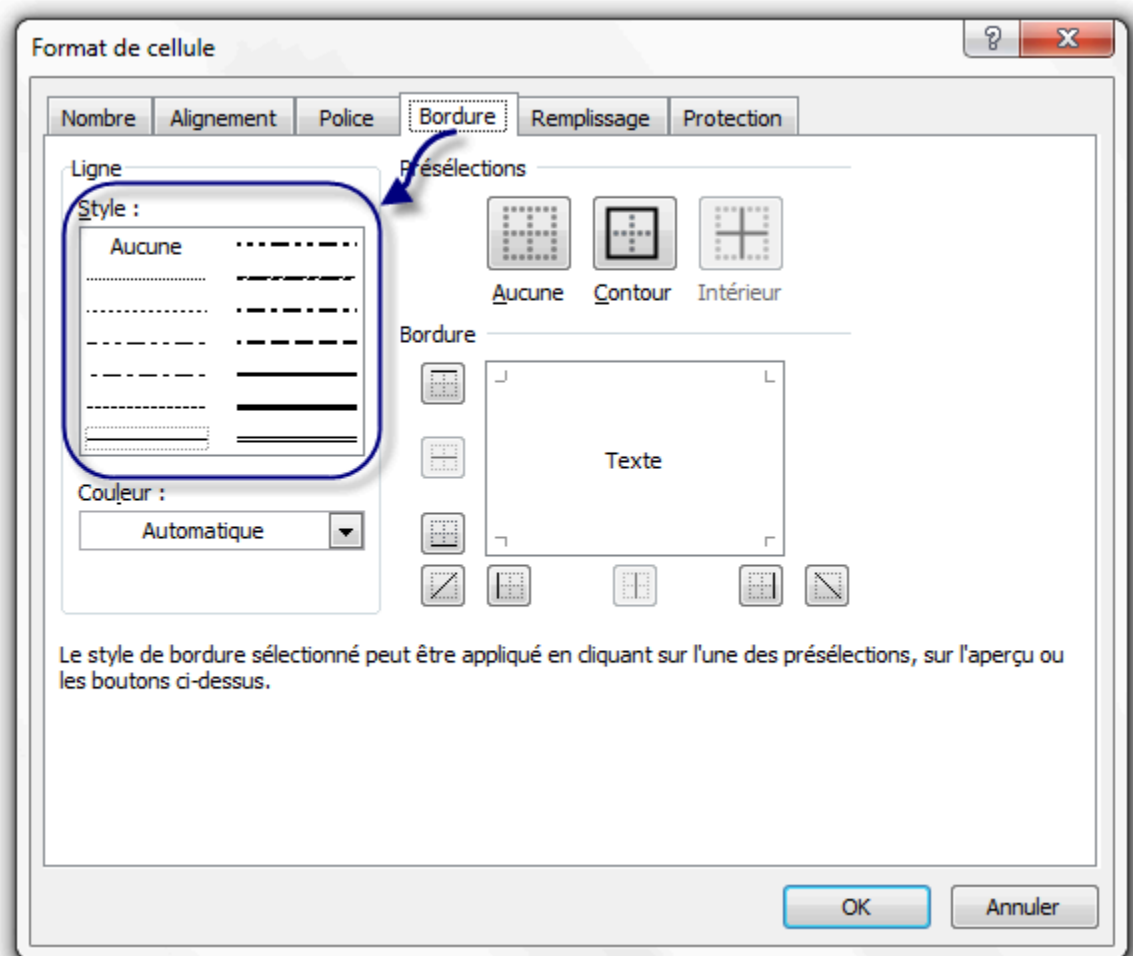 Format de cellule
Nombre Alignement Police Bordure Remplissage Protection
Ligne
Style :
Aucune
Couleur :
Automatique
Présélections
Aucune Contour Intérieur
Bordure
Texte
Le style de bordure sélectionné peut être appliqué en cliquant sur l'une des présélections, sur l'aperçu ou
les boutons ci-dessus.
OK Annuler